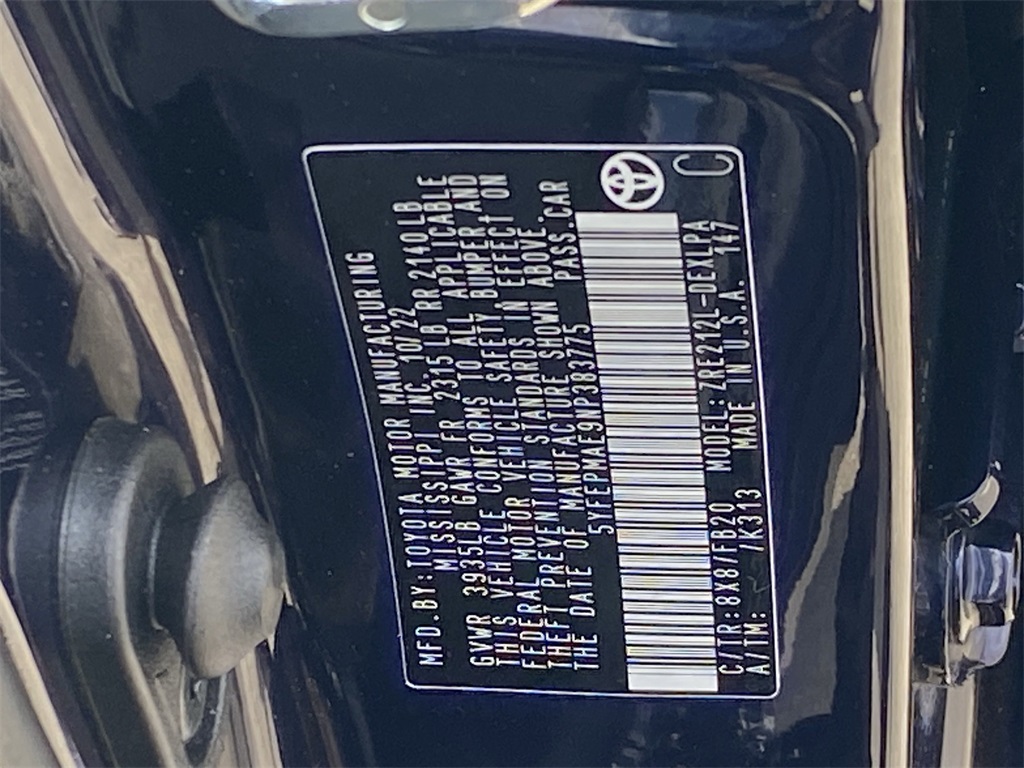 MFD.BY:TOYOTA MOTOR MANUFACTURING
MISSISSIPPI INC. 10/22
GVWR 3935LB GAWR FR 2315 LB RR 2140 LB
THIS VEHICLE CONFORMS TO ALL APPLICABLE
FEDERAL MOTOR VEHICLE SAFETY, BUMPER AND
THEFT PREVENTION STANDARDS IN EFFECT ON
THE DATE OF MANUFACTURE SHOWN ABOVE.
5YFEPMAE9NP383775 PASS.CAR
C/TR:8X8/FB20 MODEL:ZRE212L-DEXLPA
A/TM: /K313 MADE IN U.S.A. 147
C